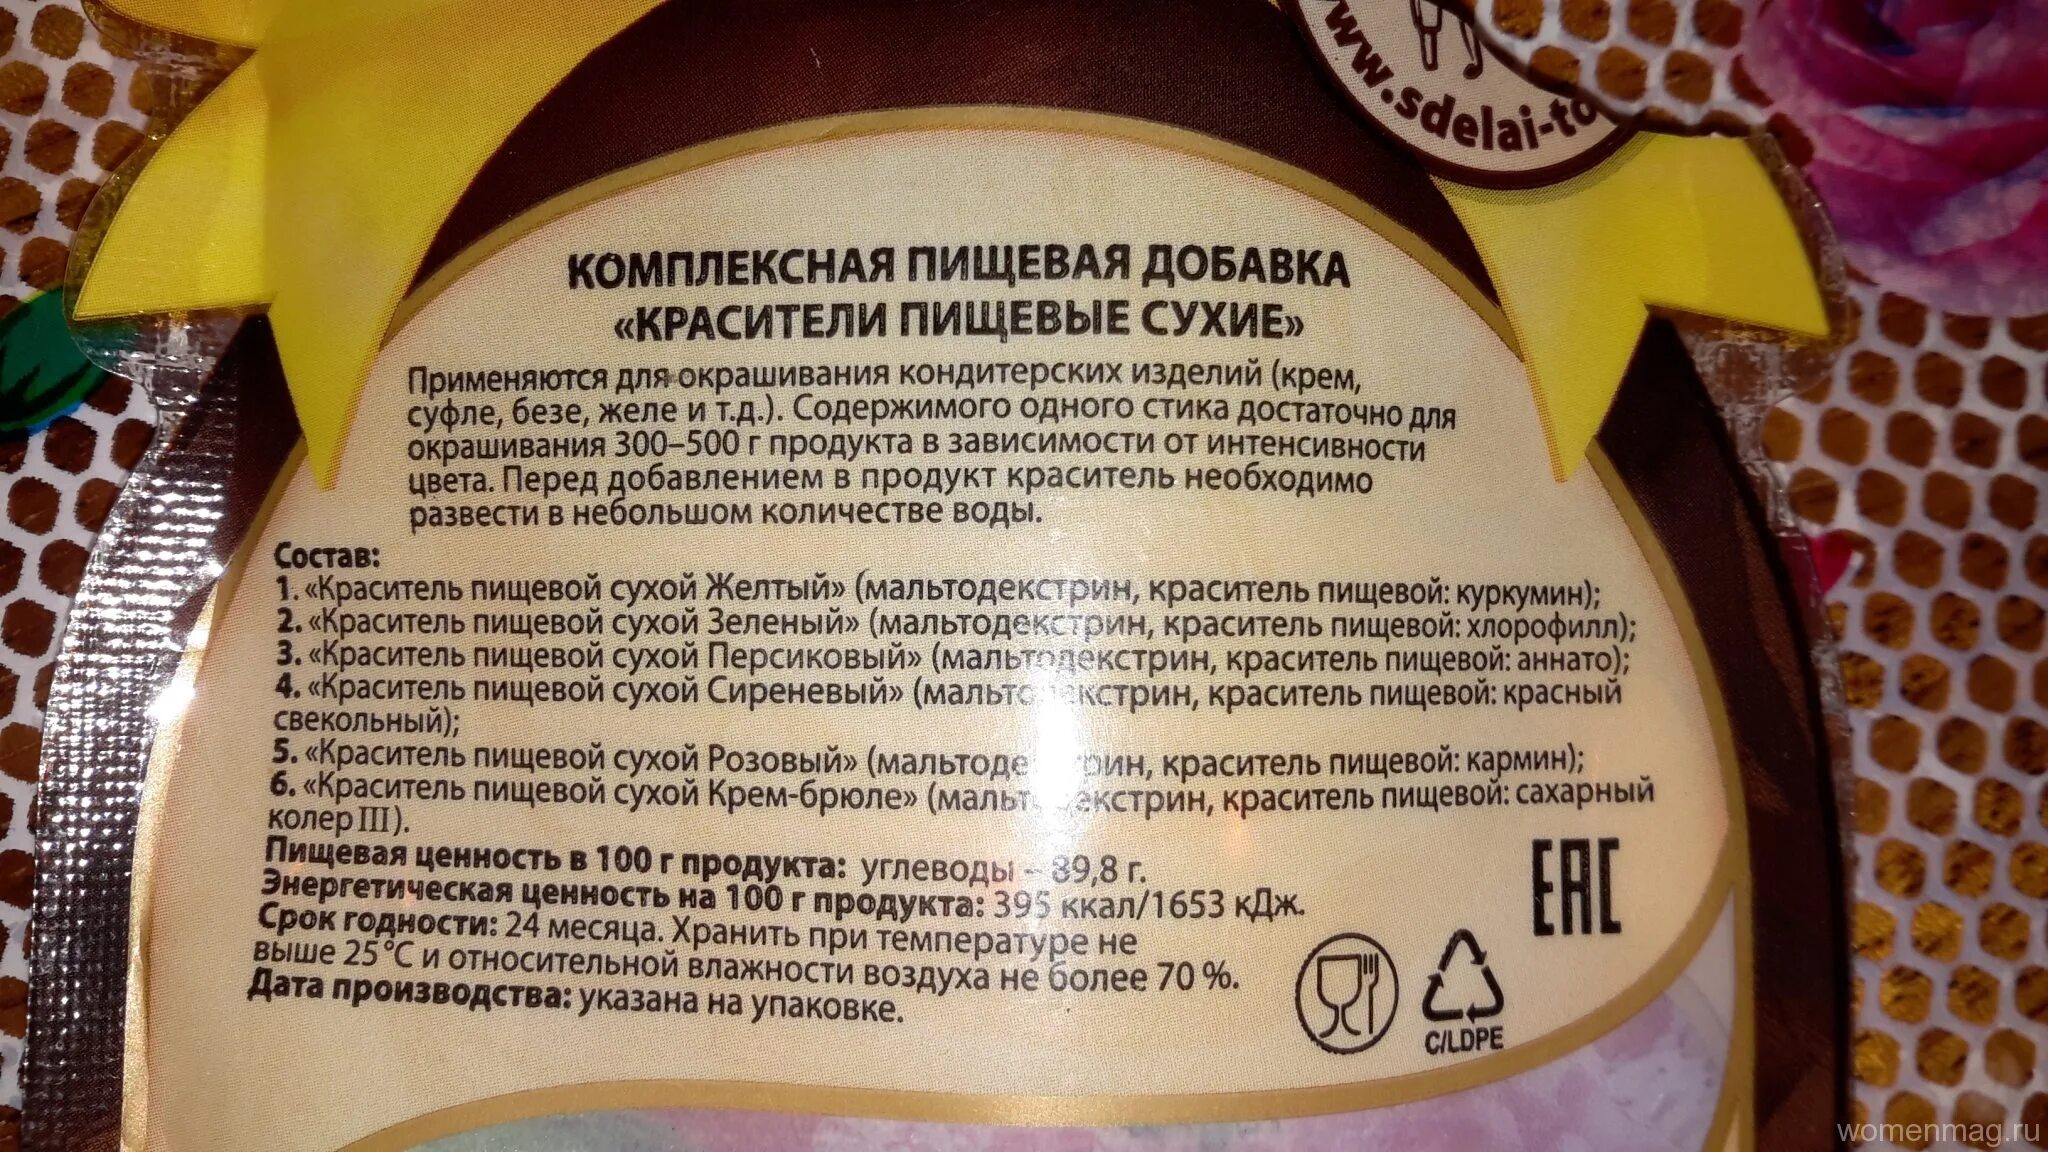 www.sdelai-to
КОМПЛЕКСНАЯ ПИЩЕВАЯ ДОБАВКА
«КРАСИТЕЛИ ПИЩЕВЫЕ СУХИЕ»
Применяются для окрашивания кондитерских изделий (крем,
суфле, безе, желе и т.д.). Содержимого одного стика достаточно для
окрашивания 300–500 г продукта в зависимости от интенсивности
цвета. Перед добавлением в продукт краситель необходимо
развести в небольшом количестве воды.
Состав:
1. «Краситель пищевой сухой Желтый» (мальтодекстрин, краситель пищевой: куркумин);
2. «Краситель пищевой сухой Зеленый» (мальтодекстрин, краситель пищевой: хлорофилл);
3. «Краситель пищевой сухой Персиковый» (мальтодекстрин, краситель пищевой: аннато);
4. «Краситель пищевой сухой Сиреневый» (мальтодекстрин, краситель пищевой: красный
свекольный);
5. «Краситель пищевой сухой Розовый» (мальтодекстрин, краситель пищевой: кармин);
6. «Краситель пищевой сухой Крем-брюле» (мальтодекстрин, краситель пищевой: сахарный
колер III).
Пищевая ценность в 100 г продукта: углеводы – 89,8 г.
Энергетическая ценность на 100 г продукта: 395 ккал/1653 кДж.
Срок годности: 24 месяца. Хранить при температуре не
выше 25 °C и относительной влажности воздуха не более 70 %.
Дата производства: указана на упаковке.
EAC
C/LDPE
womenmag.ru